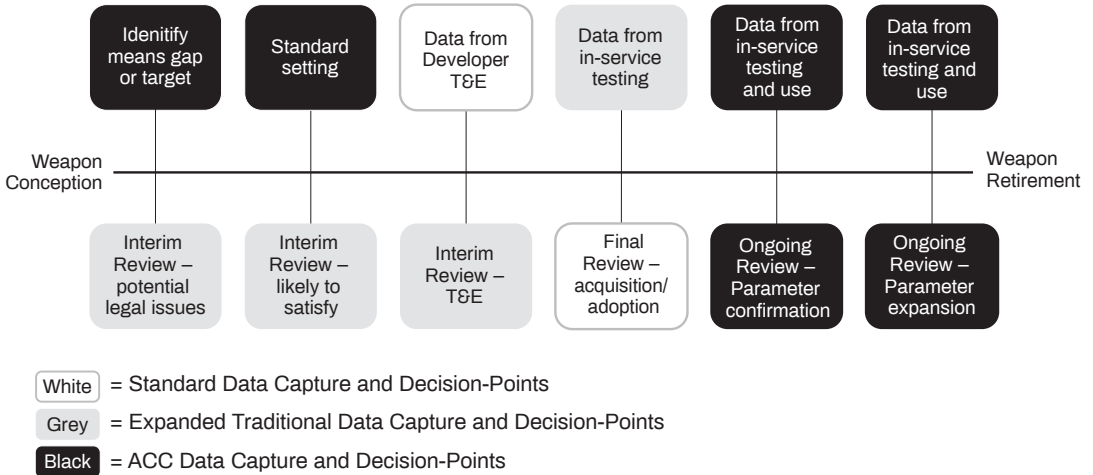 Idenitify
means gap
or target
Standard
setting
Data from
Developer
T&E
Data from
in-service
testing
Data from
in-service
testing
and use
Data from
in-service
testing and
use
Weapon
Conception
Weapon
Retirement
Interim
Review –
potential
legal issues
Interim
Review –
likely to
satisfy
Interim
Review –
T&E
Final
Review –
acquisition/
adoption
Ongoing
Review –
Parameter
confirmation
Ongoing
Review –
Parameter
expansion
White = Standard Data Capture and Decision-Points
Grey = Expanded Traditional Data Capture and Decision-Points
Black = ACC Data Capture and Decision-Points